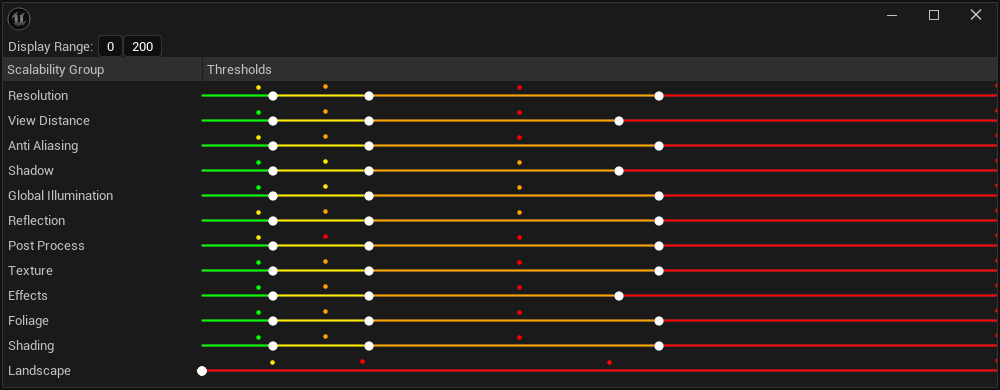 Display Range: 0 200
Scalability Group Thresholds
Resolution
View Distance
Anti Aliasing
Shadow
Global Illumination
Reflection
Post Process
Texture
Effects
Foliage
Shading
Landscape